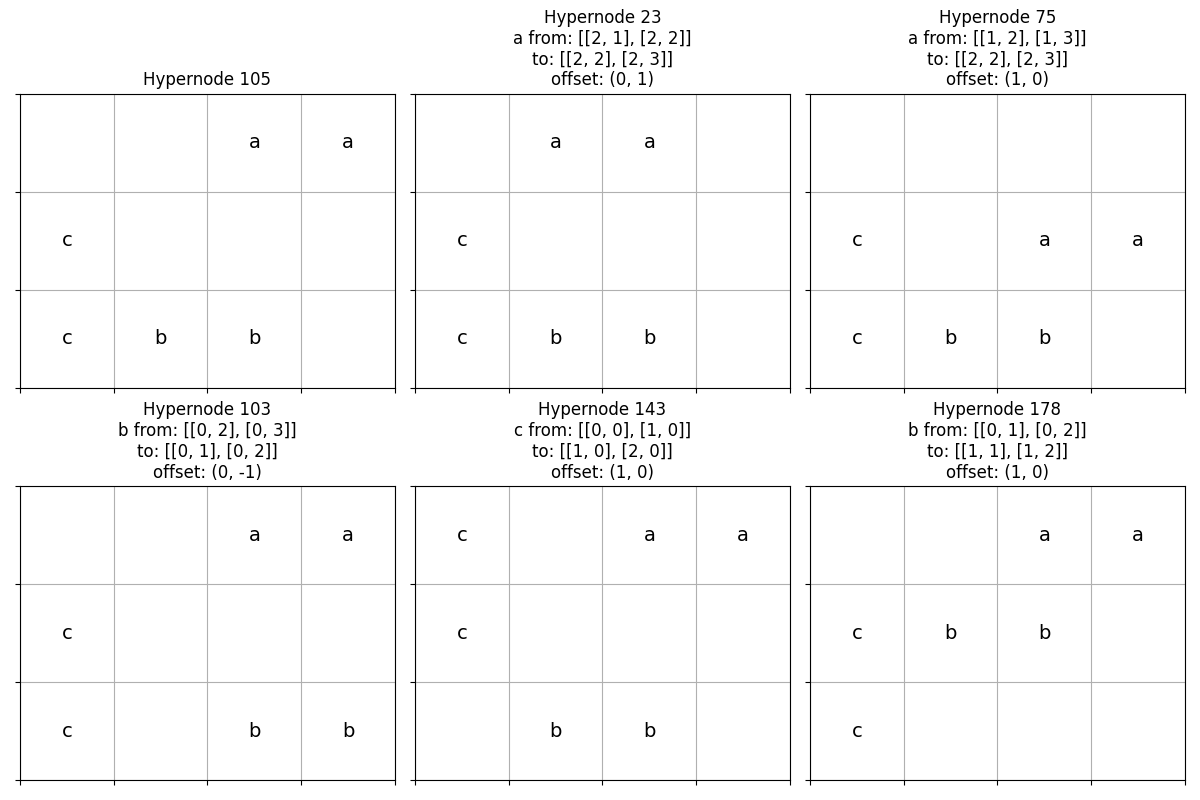 Hypernode 105
a a
c
c b b
Hypernode 23
a from: [[2, 1], [2, 2]]
to: [[2, 2], [2, 3]]
offset: (0, 1)
a a
c
c b b
Hypernode 75
a from: [[1, 2], [1, 3]]
to: [[2, 2], [2, 3]]
offset: (1, 0)
c a a
c b b
Hypernode 103
b from: [[0, 2], [0, 3]]
to: [[0, 1], [0, 2]]
offset: (0, -1)
a a
c
c b b
Hypernode 143
c from: [[0, 0], [1, 0]]
to: [[1, 0], [2, 0]]
offset: (1, 0)
c a a
c
b b
Hypernode 178
b from: [[0, 1], [0, 2]]
to: [[1, 1], [1, 2]]
offset: (1, 0)
a a
c b b
c